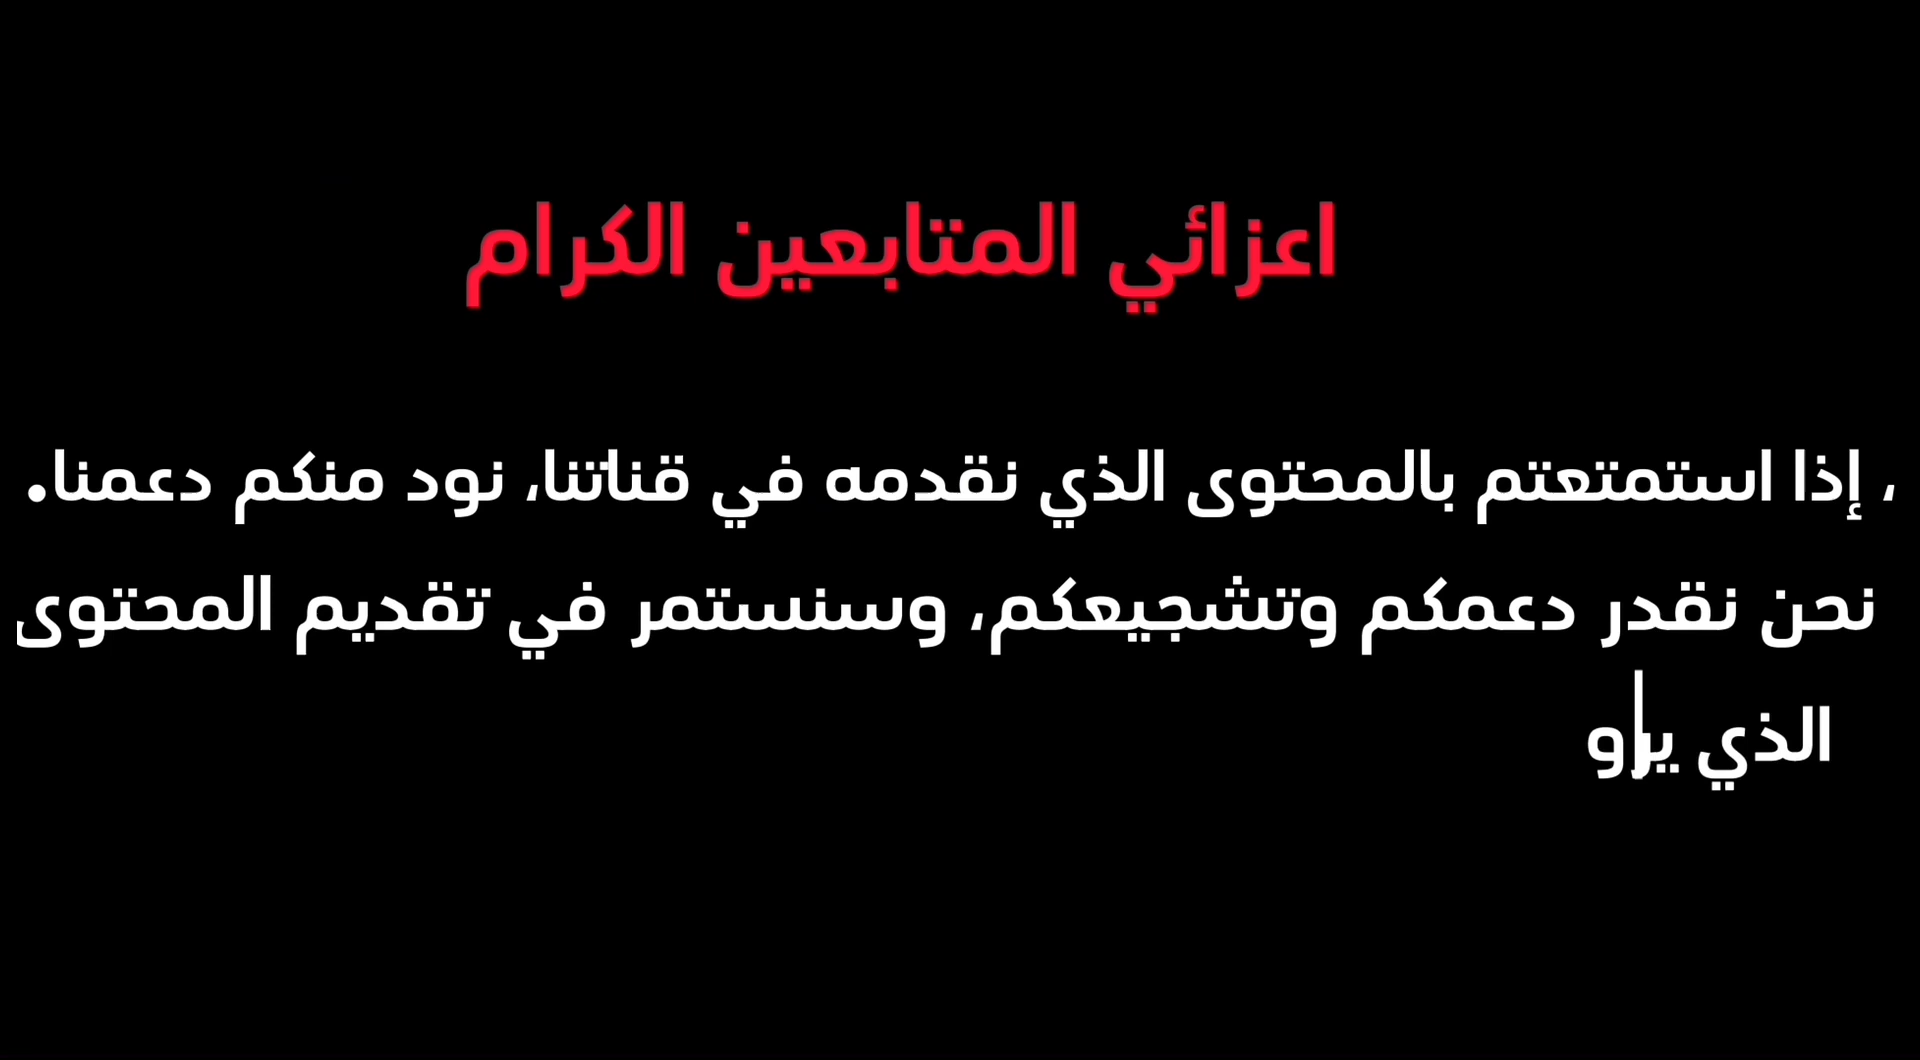 اعزائي المتابعين الكرام
، إذا استمتعتم بالمحتوى الذي نقدمه في قناتنا، نود منكم دعمنا.
نحن نقدر دعمكم وتشجيعكم، وسنستمر في تقديم المحتوى
الذي يرو